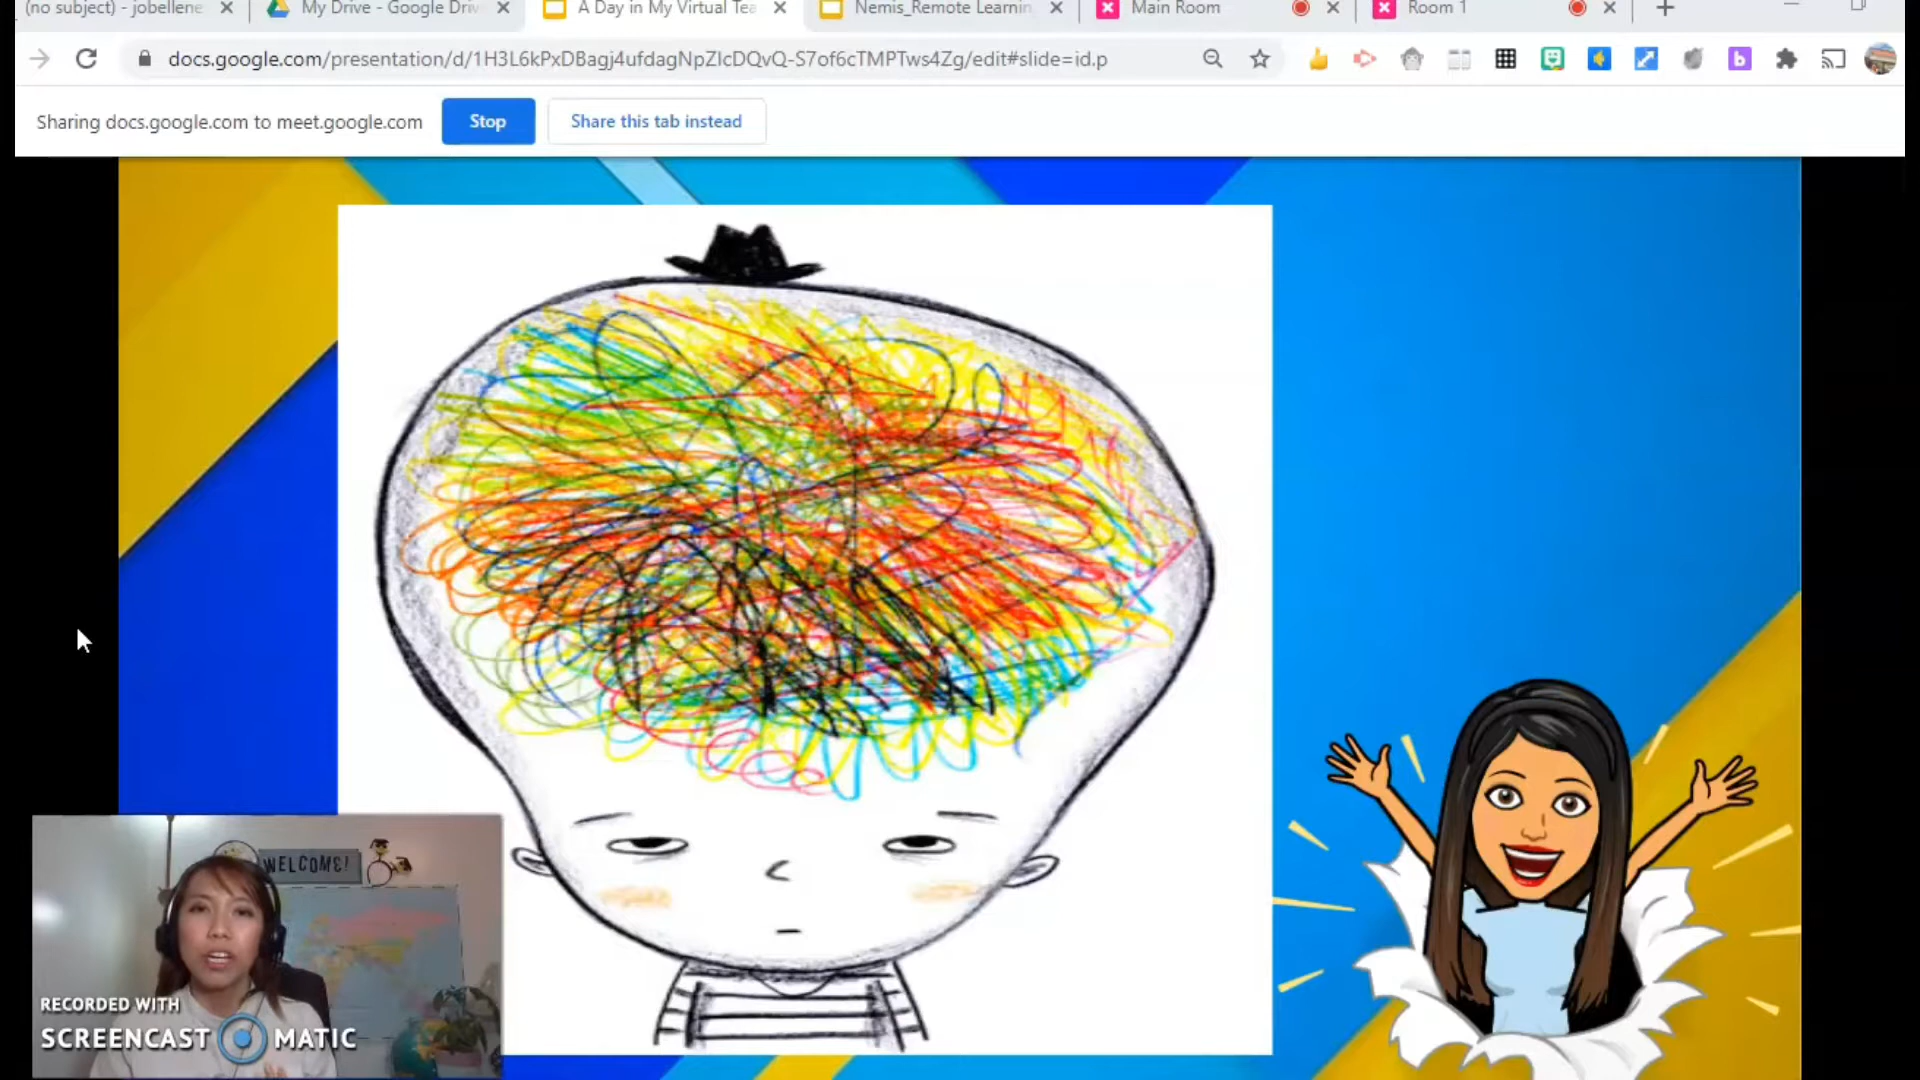 (no subject) - jobellene
My Drive - Google Driv
A Day in My Virtual Tea
Nemis_Remote Learnin
Main Room
Room 1
docs.google.com/presentation/d/1H3L6kPxDBagj4ufdagNpZIcDQvQ-S7of6cTMPTws4Zg/edit#slide=id.p
Sharing docs.google.com to meet.google.com
Stop
Share this tab instead
WELCOME!
RECORDED WITH
SCREENCAST MATIC